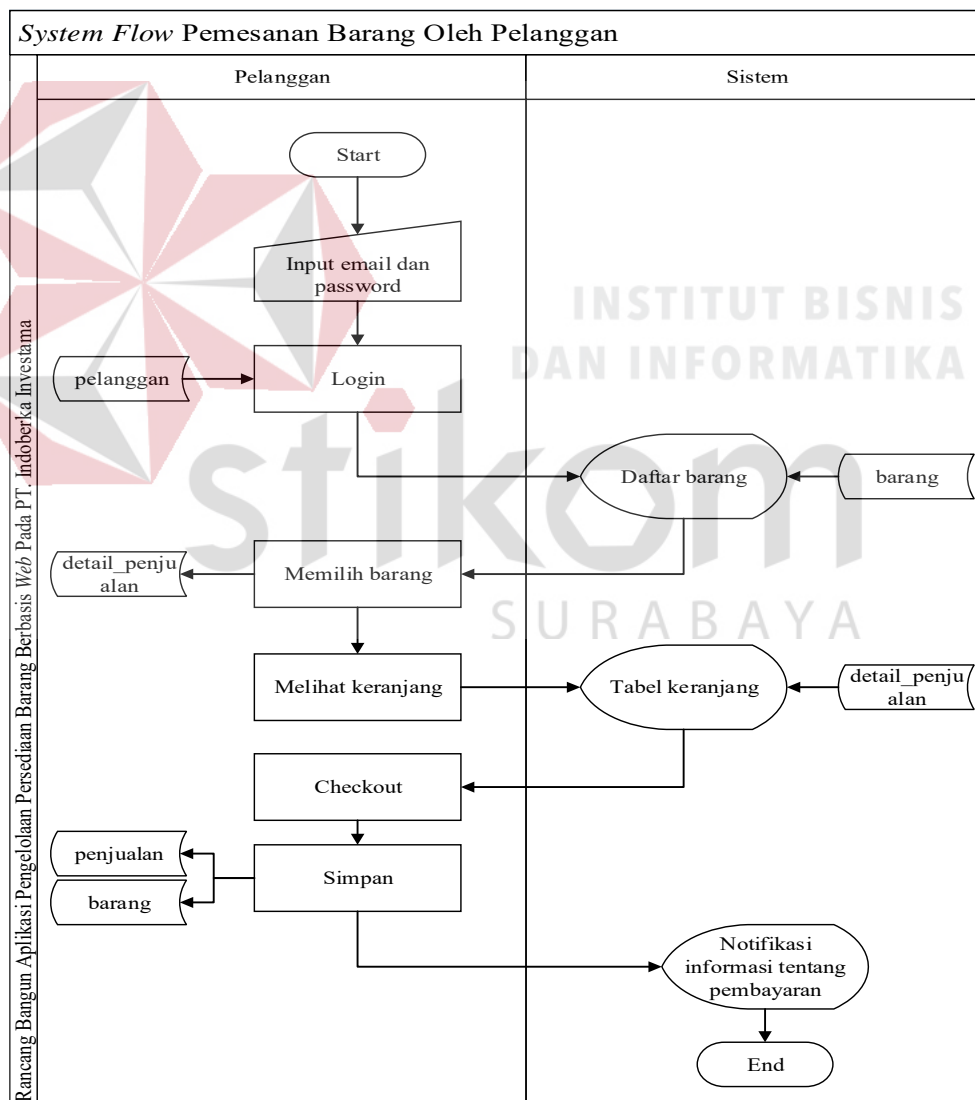 System Flow Pemesanan Barang Oleh Pelanggan
Pelanggan
Sistem
Rancang Bangun Aplikasi Pengelolaan Persediaan Barang Berbasis Web Pada PT. Indoberka Investama
Start
Input email dan
password
INSTITUT BISNIS
DAN INFORMATIKA
pelanggan
Login
stikom
Daftar barang
barang
detail_penju
alan
Memilih barang
SURABAYA
Melihat keranjang
Tabel keranjang
detail_penju
alan
Checkout
penjualan
barang
Simpan
Notifikasi
informasi tentang
pembayaran
End